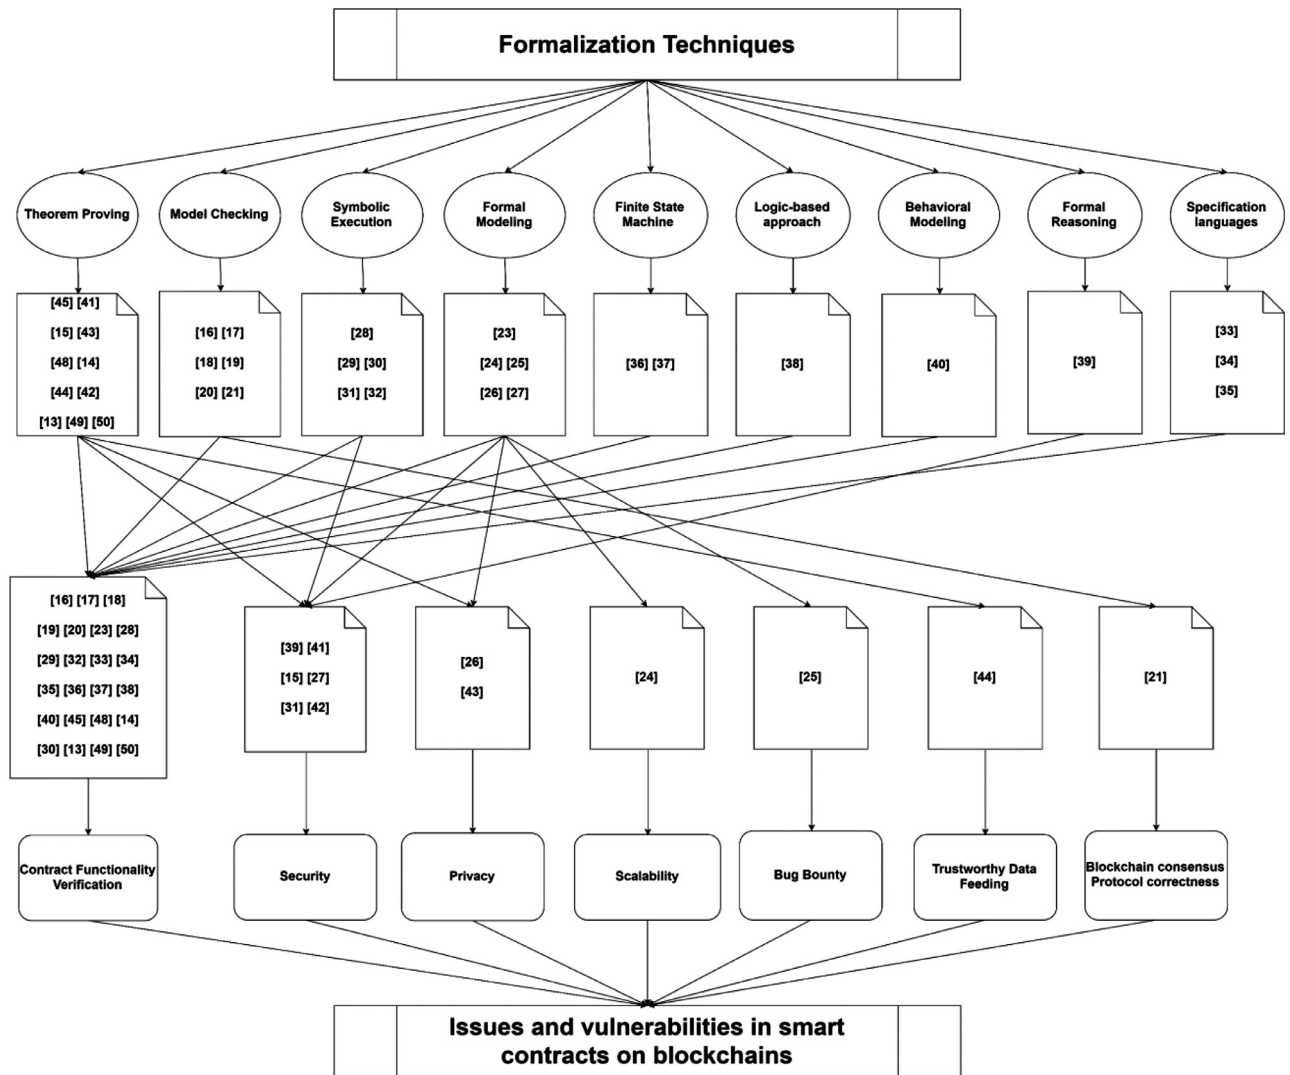 Formalization Techniques
Theorem Proving
Model Checking
Symbolic
Execution
Formal
Modeling
Finite State
Machine
Logic-based
approach
Behavioral
Modeling
Formal
Reasoning
Specification
languages
[45] [41]
[15] [43]
[48] [14]
[44] [42]
[13] [49] [50]
[16] [17]
[18] [19]
[20] [21]
[28]
[29] [30]
[31] [32]
[23]
[24] [25]
[26] [27]
[36] [37]
[38]
[40]
[39]
[33]
[34]
[35]
[16] [17] [18]
[19] [20] [23] [28]
[29] [32] [33] [34]
[35] [36] [37] [38]
[40] [45] [48] [14]
[30] [13] [49] [50]
[39] [41]
[15] [27]
[31] [42]
[26]
[43]
[24]
[25]
[44]
[21]
Contract Functionality
Verification
Security
Privacy
Scalability
Bug Bounty
Trustworthy Data
Feeding
Blockchain consensus
Protocol correctness
Issues and vulnerabilities in smart
contracts on blockchains